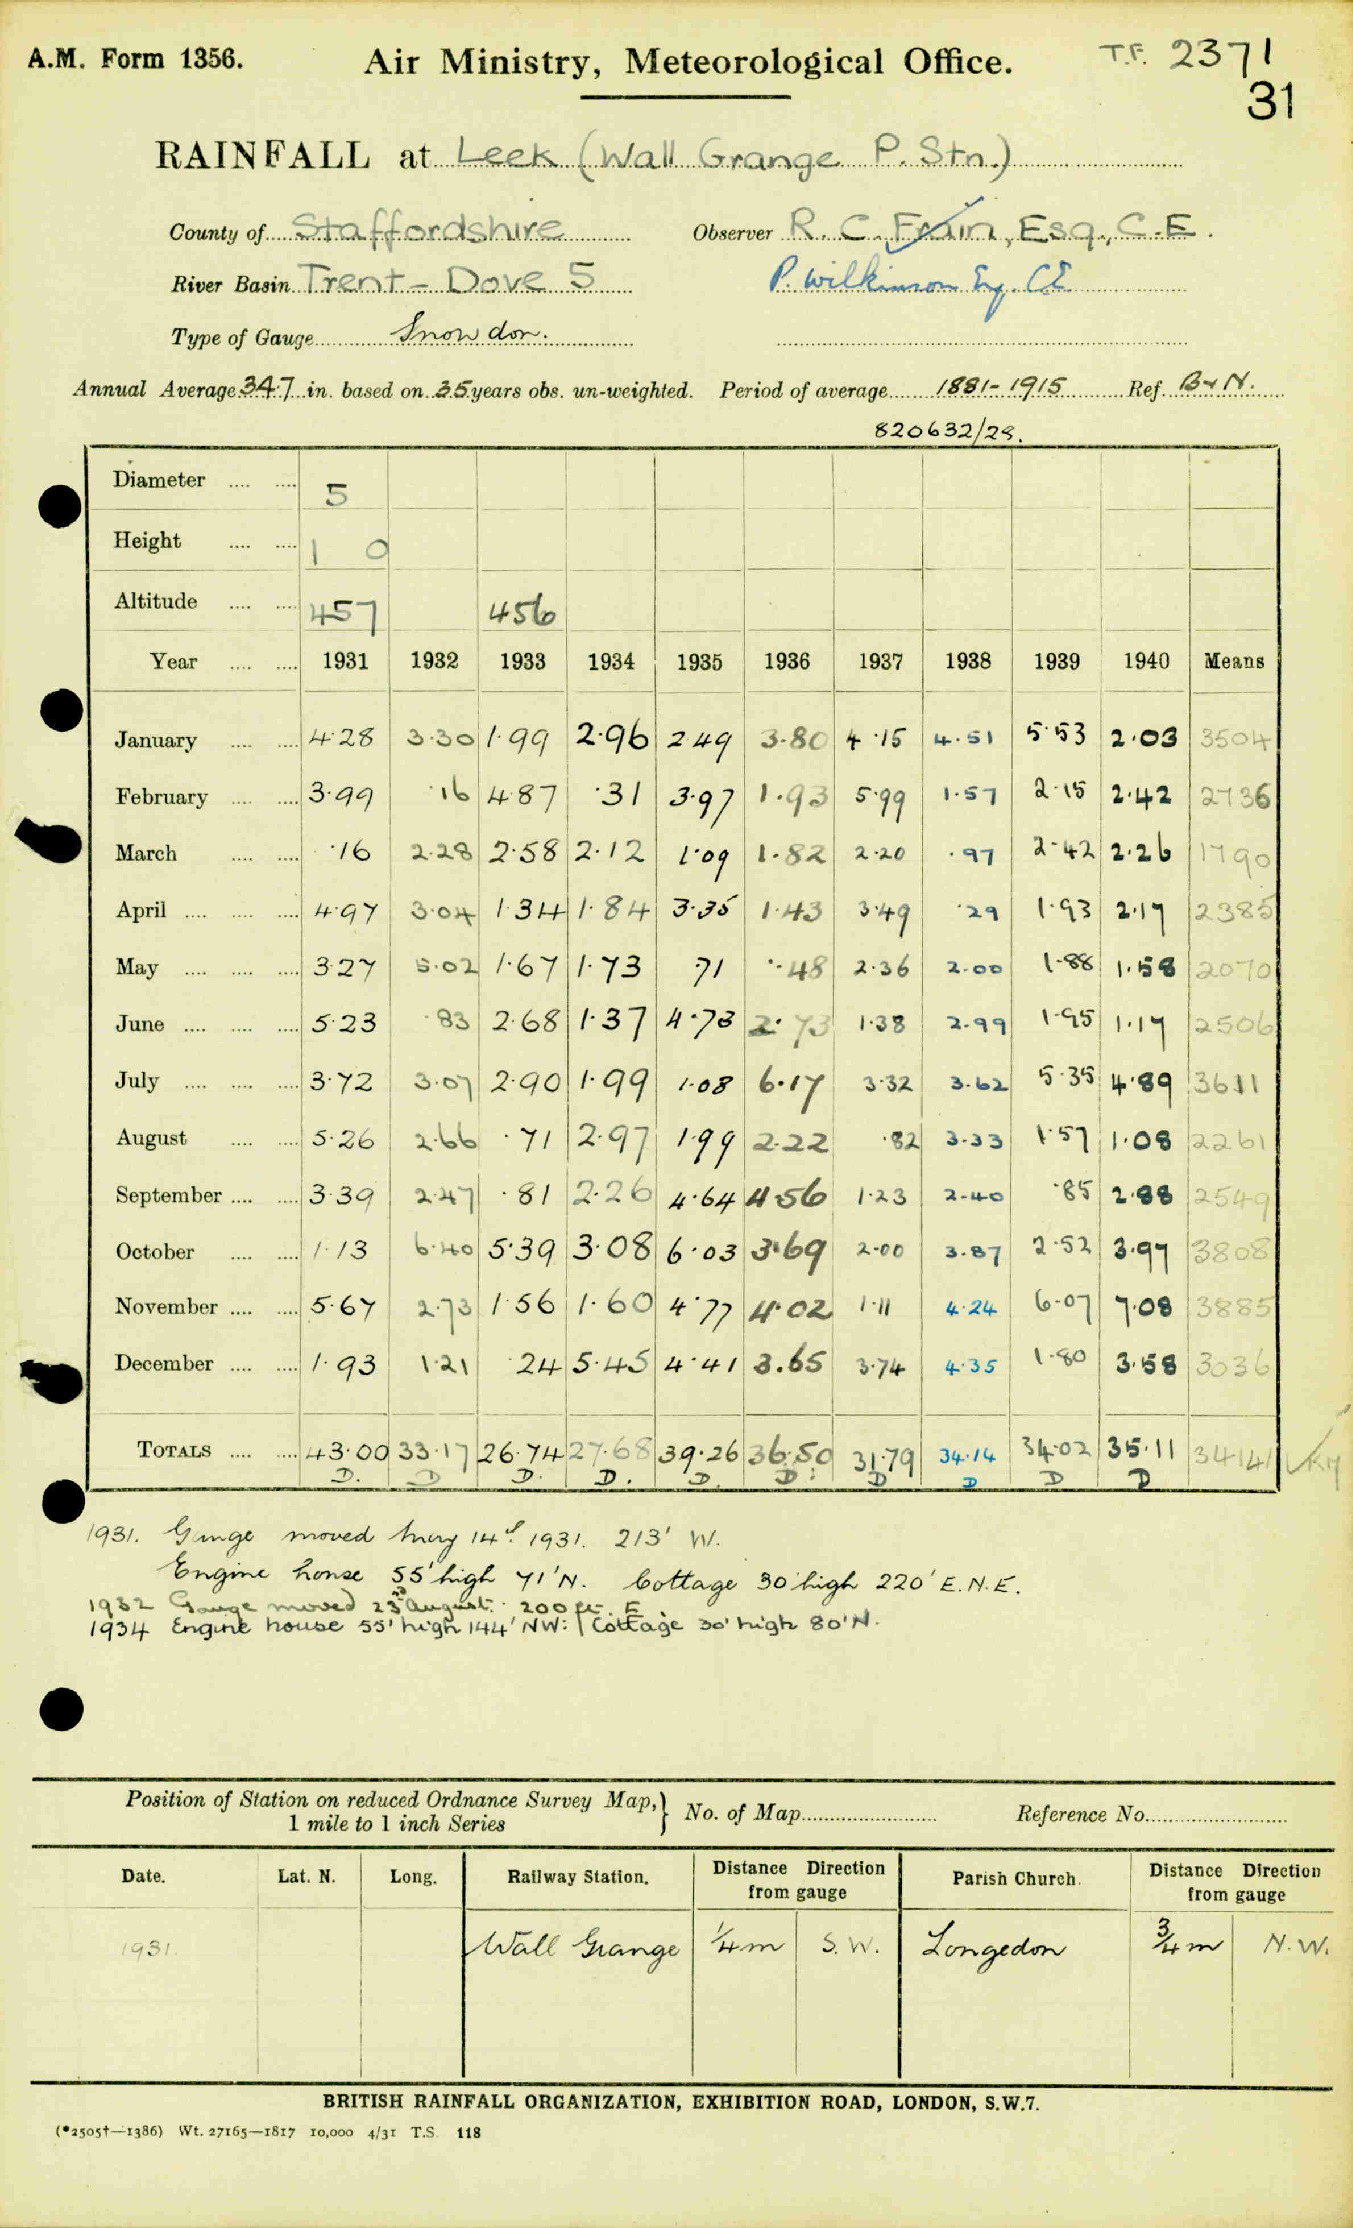 A.M. Form 1356. Air Ministry, Meteorological Office. T.F. 2371
31
RAINFALL at Leek (Wall Grange P. Stn.)
County of Staffordshire Observer R. C. Frain, Esq., C.E.
River Basin Trent – Dove 5 P. Wilkinson Esq. C.E.
Type of Gauge Snowdon.
Annual Average 34.7 in. based on 35 years obs. un-weighted. Period of average 1881–1915 Ref. B & N.
820632/29.
Diameter .... .... 5
Height .... .... 1 0
Altitude .... .... 457 456
Year .... .... 1931 1932 1933 1934 1935 1936 1937 1938 1939 1940 Means
January .... .... 4.28 3.30 1.99 2.96 2.49 3.80 4.15 4.51 5.53 2.03 3504
February .... .... 3.99 .16 4.87 .31 3.97 1.93 5.99 1.57 2.15 2.42 2736
March .... .... .16 2.28 2.58 2.12 1.09 1.82 2.20 .97 2.42 2.26 1790
April .... .... .... 4.97 3.04 1.34 1.84 3.35 1.43 3.49 .29 1.93 2.17 2385
May .... .... .... 3.27 5.02 1.67 1.73 .71 .48 2.36 2.00 1.88 1.58 2070
June .... .... .... 5.23 .83 2.68 1.37 4.73 2.73 1.38 2.99 1.95 1.17 2506
July .... .... .... 3.72 3.07 2.90 1.99 1.08 6.17 3.32 3.62 5.35 4.89 3611
August .... .... 5.26 2.66 .71 2.97 1.99 2.22 .82 3.33 1.57 1.08 2261
September .... .... 3.39 2.47 .81 2.26 4.64 4.56 1.23 2.40 .85 2.88 2549
October .... .... 1.13 6.40 5.39 3.08 6.03 3.69 2.00 3.87 2.52 3.97 3808
November .... .... 5.67 2.73 1.56 1.60 4.77 4.02 1.11 4.24 6.07 7.08 3885
December .... .... 1.93 1.21 .24 5.45 4.41 3.65 3.74 4.35 1.80 3.58 3036
TOTALS .... .... 43.00 33.17 26.74 27.68 39.26 36.50 31.79 34.14 34.02 35.11 34141
D. D D. D. D. D: D D D D
1931. Gauge moved May 14th 1931. 213' W.
Engine house 55' high 71' N. Cottage 30' high 220' E.N.E.
1932 Gauge moved 23rd August. 200 ft. E.
1934 Engine house 55' high 144' NW: Cottage 30' high 80' N.
Position of Station on reduced Ordnance Survey Map, } No. of Map Reference No.
1 mile to 1 inch Series
Date. Lat. N. Long. Railway Station. Distance Direction from gauge Parish Church. Distance Direction from gauge
1931. Wall Grange ¼ m S.W. Longedon ¾ m N.W.
BRITISH RAINFALL ORGANIZATION, EXHIBITION ROAD, LONDON, S.W.7.
(*2505†—1386) Wt. 27165—1817 10,000 4/31 T.S. 118